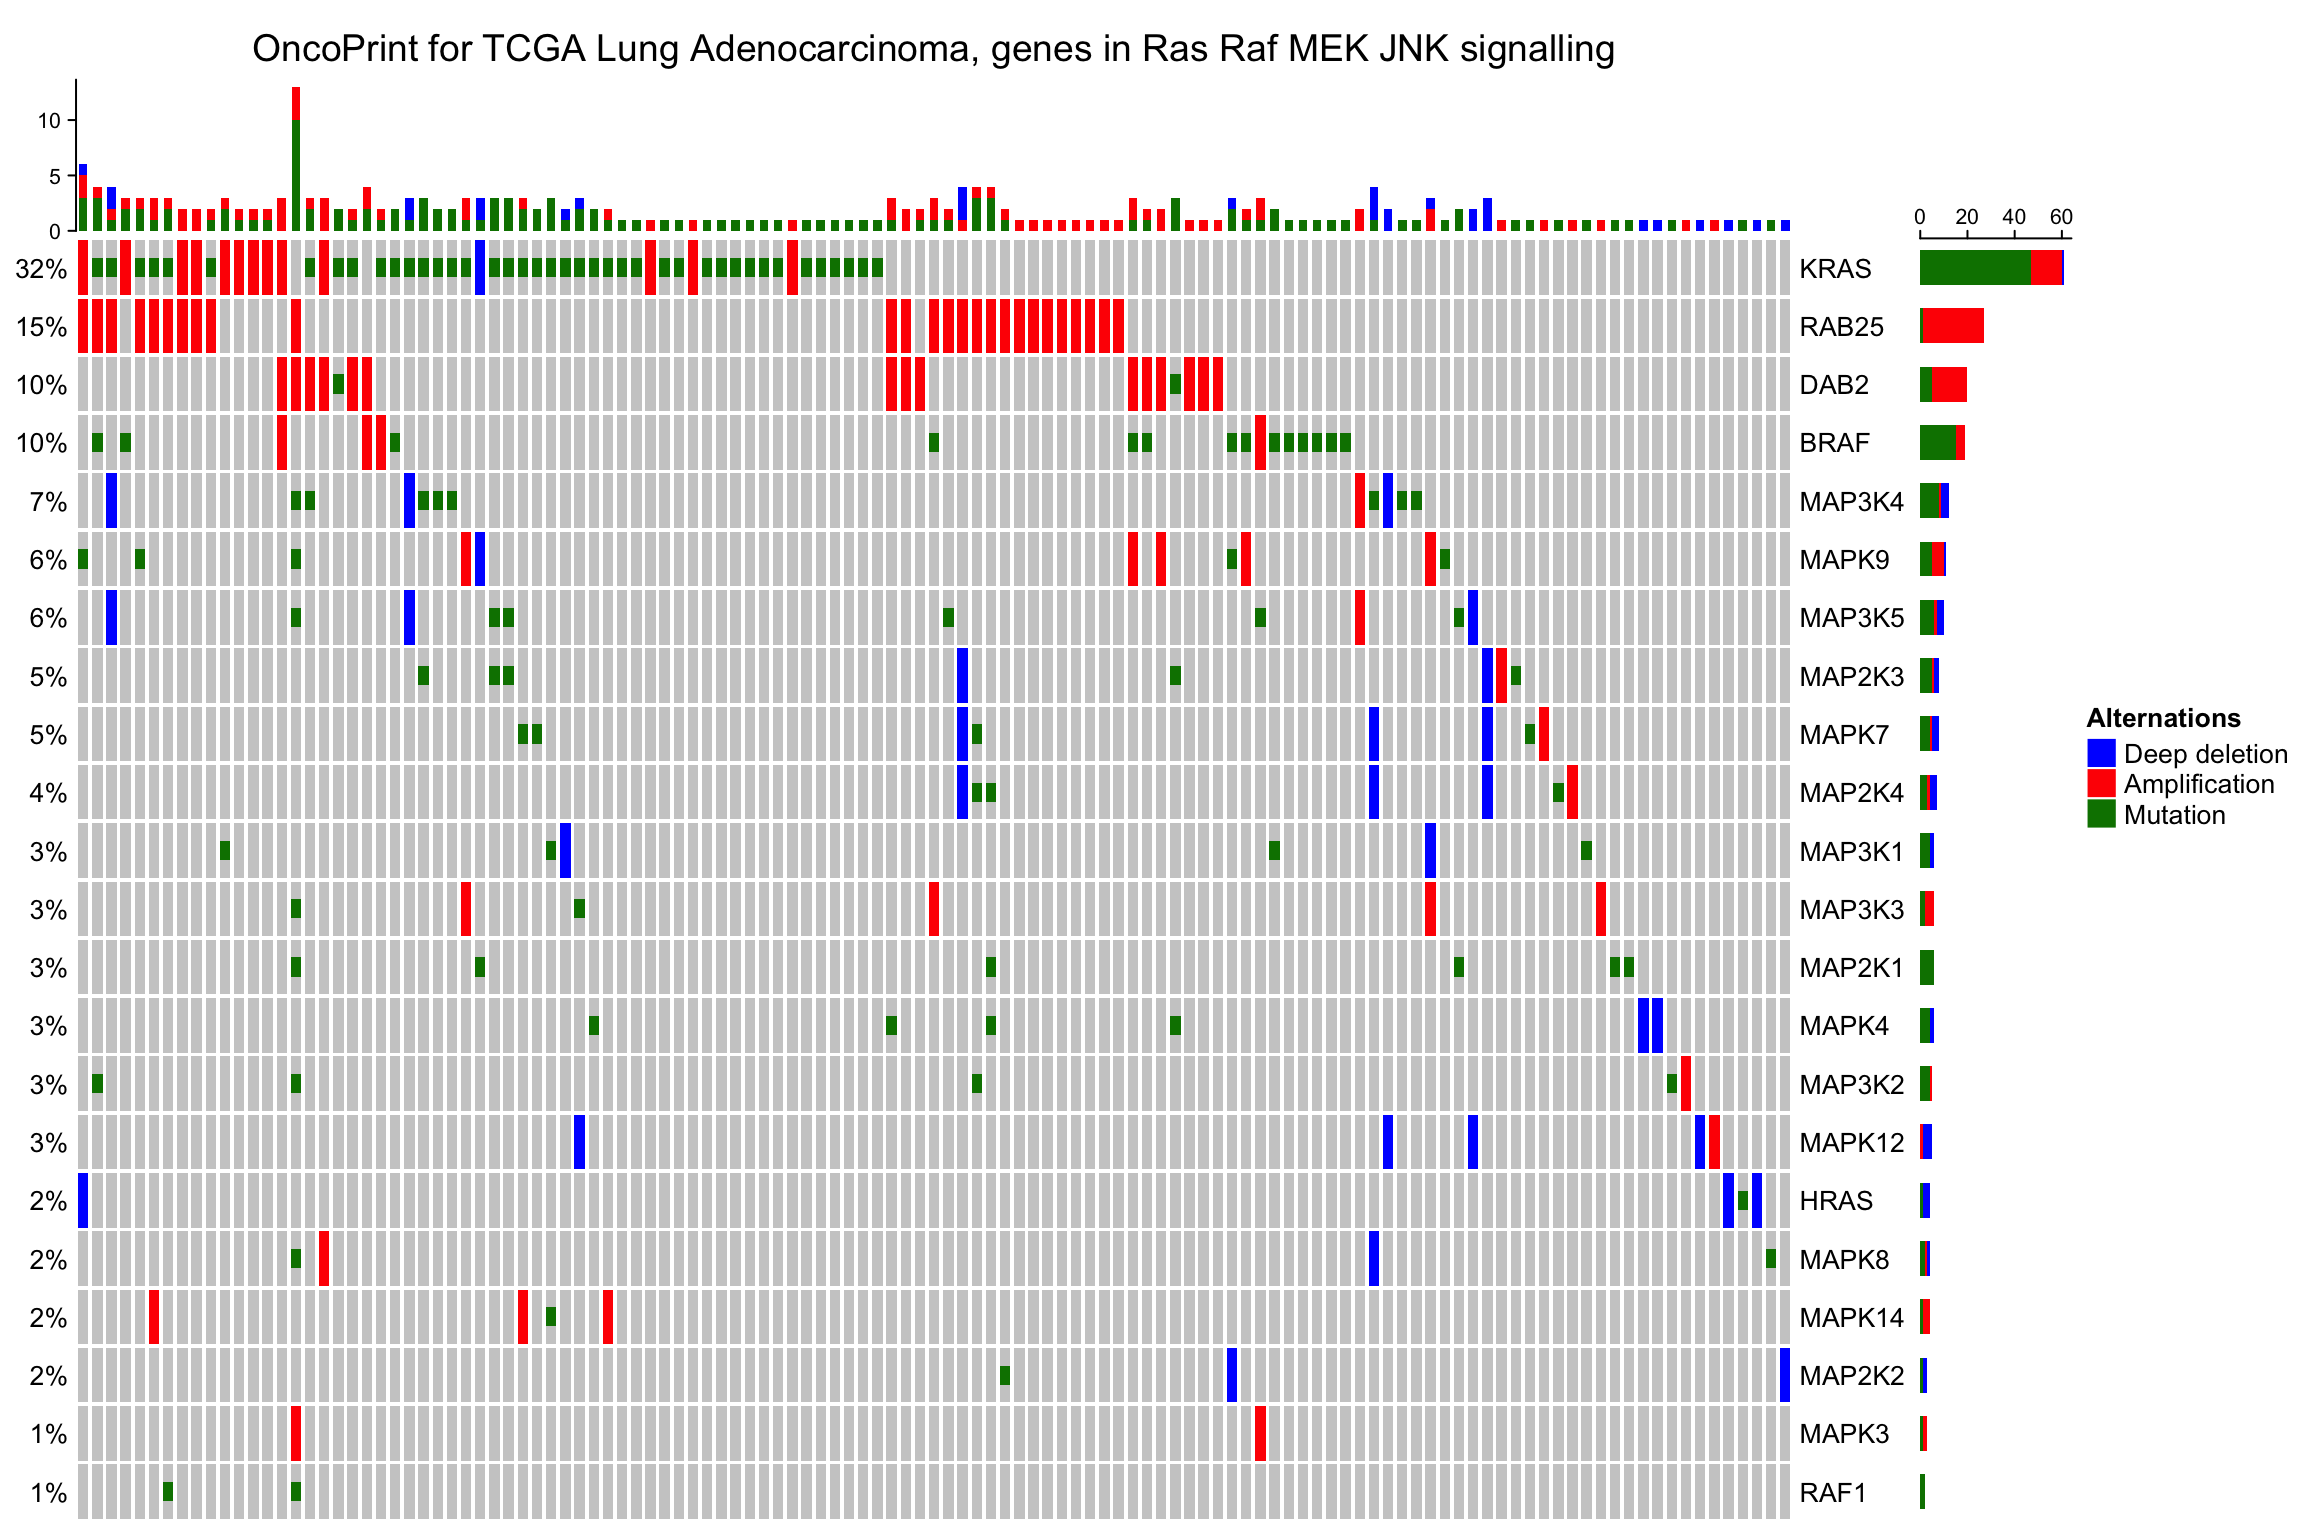 OncoPrint for TCGA Lung Adenocarcinoma, genes in Ras Raf MEK JNK signalling
10
5
0
0 20 40 60
32% KRAS
15% RAB25
10% DAB2
10% BRAF
7% MAP3K4
6% MAPK9
6% MAP3K5
5% MAP2K3
5% MAPK7
4% MAP2K4
3% MAP3K1
3% MAP3K3
3% MAP2K1
3% MAPK4
3% MAP3K2
3% MAPK12
2% HRAS
2% MAPK8
2% MAPK14
2% MAP2K2
1% MAPK3
1% RAF1
Alternations
Deep deletion
Amplification
Mutation